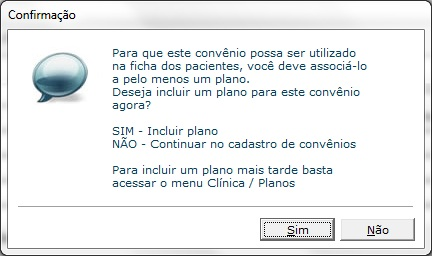 Confirmação
Para que este convênio possa ser utilizado
na ficha dos pacientes, você deve associá-lo
a pelo menos um plano.
Deseja incluir um plano para este convênio
agora?
SIM - Incluir plano
NÃO - Continuar no cadastro de convênios
Para incluir um plano mais tarde basta
acessar o menu Clínica / Planos
Sim
Não